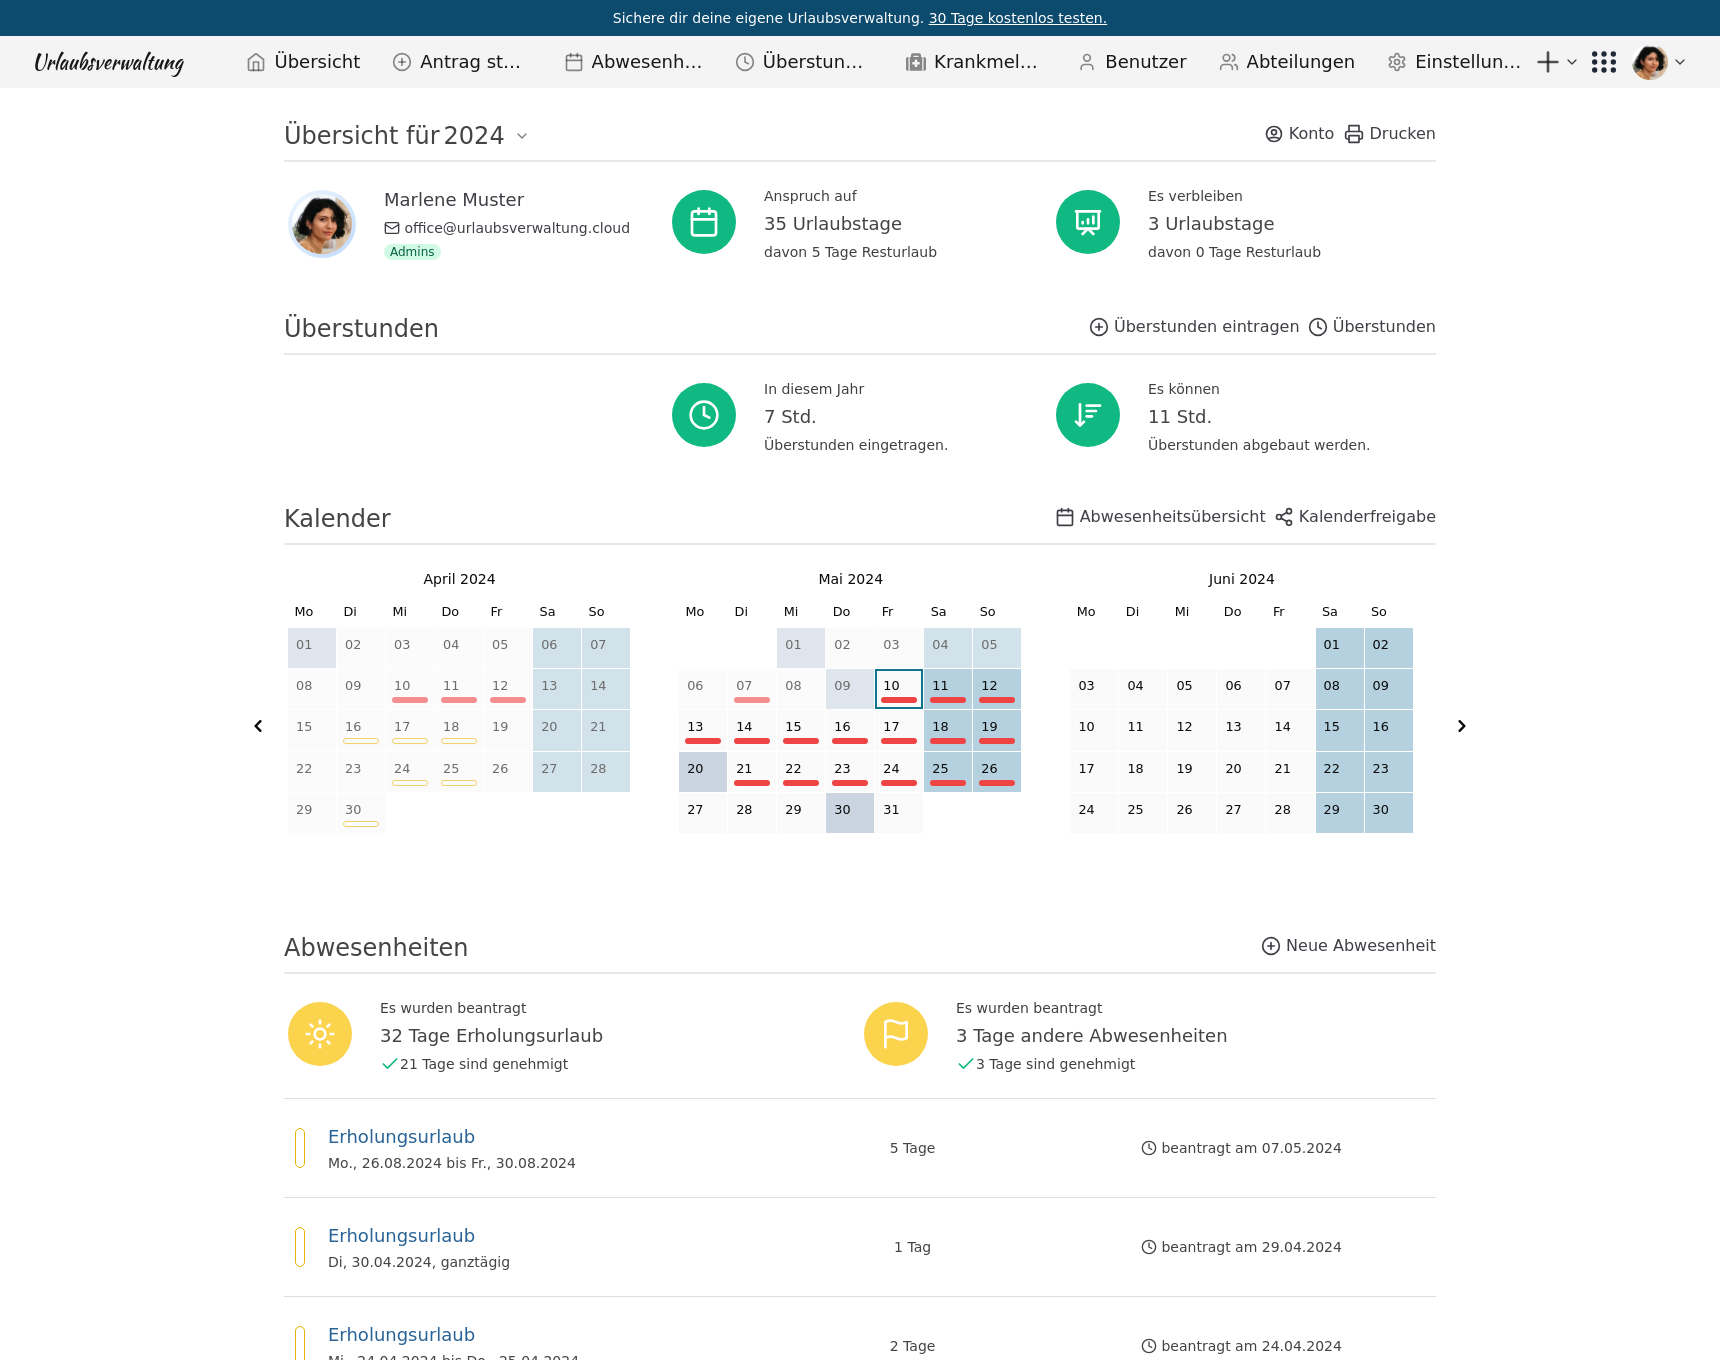 Sichere dir deine eigene Urlaubsverwaltung. 30 Tage kostenlos testen.
Urlaubsverwaltung Übersicht Antrag st… Abwesenh… Überstun… Krankmel… Benutzer Abteilungen Einstellun…
Übersicht für 2024 Konto Drucken
Marlene Muster
office@urlaubsverwaltung.cloud
Admins
Anspruch auf
35 Urlaubstage
davon 5 Tage Resturlaub
Es verbleiben
3 Urlaubstage
davon 0 Tage Resturlaub
Überstunden Überstunden eintragen Überstunden
In diesem Jahr
7 Std.
Überstunden eingetragen.
Es können
11 Std.
Überstunden abgebaut werden.
Kalender Abwesenheitsübersicht Kalenderfreigabe
April 2024
Mo Di Mi Do Fr Sa So
01 02 03 04 05 06 07
08 09 10 11 12 13 14
15 16 17 18 19 20 21
22 23 24 25 26 27 28
29 30
Mai 2024
Mo Di Mi Do Fr Sa So
01 02 03 04 05
06 07 08 09 10 11 12
13 14 15 16 17 18 19
20 21 22 23 24 25 26
27 28 29 30 31
Juni 2024
Mo Di Mi Do Fr Sa So
01 02
03 04 05 06 07 08 09
10 11 12 13 14 15 16
17 18 19 20 21 22 23
24 25 26 27 28 29 30
Abwesenheiten Neue Abwesenheit
Es wurden beantragt
32 Tage Erholungsurlaub
21 Tage sind genehmigt
Es wurden beantragt
3 Tage andere Abwesenheiten
3 Tage sind genehmigt
Erholungsurlaub
Mo., 26.08.2024 bis Fr., 30.08.2024
5 Tage
beantragt am 07.05.2024
Erholungsurlaub
Di, 30.04.2024, ganztägig
1 Tag
beantragt am 29.04.2024
Erholungsurlaub
Mi., 24.04.2024 bis Do., 25.04.2024
2 Tage
beantragt am 24.04.2024